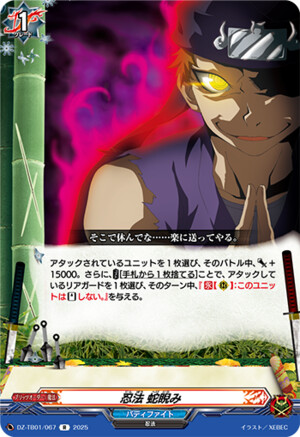 1
グレード
そこで休んでな……楽に送ってやる。
アタックされているユニットを1枚選び、そのバトル中、+
15000。さらに、[手札から1枚捨てる]ことで、アタックして
いるリアガードを1枚選び、そのターン中、『【】:このユニッ
トは しない。』を与える。
忍法 蛇睨み
バディファイト
忍法
DZ-TB01/067 R 2025
イラスト/XEBEC